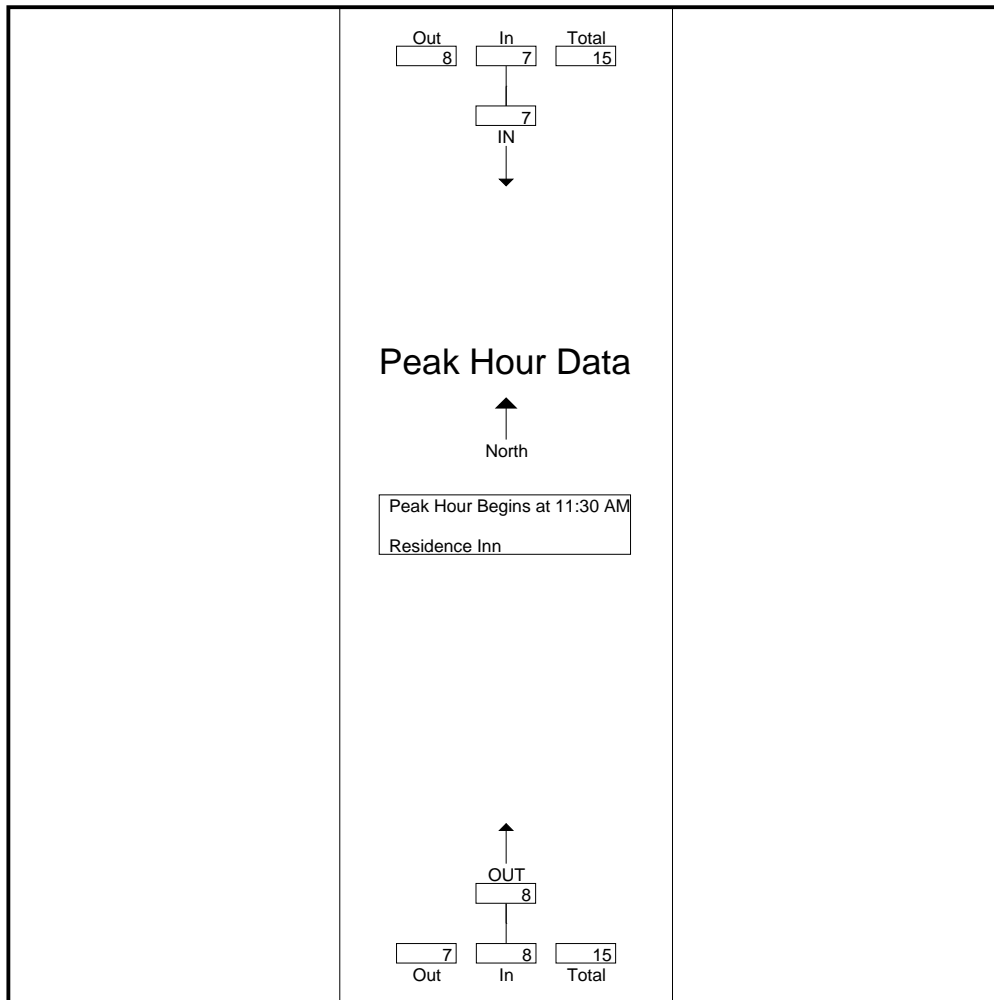 Out In Total
8 7 15
7
IN
Peak Hour Data
North
Peak Hour Begins at 11:30 AM
Residence Inn
OUT
8
7 8 15
Out In Total